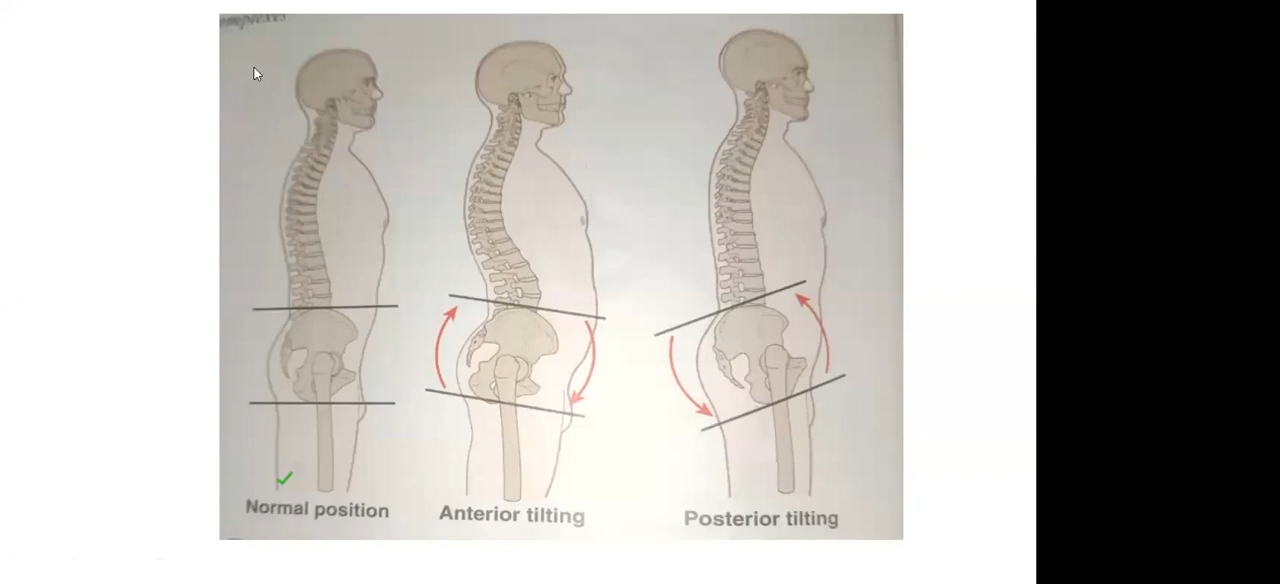 Normal position
Anterior tilting
Posterior tilting